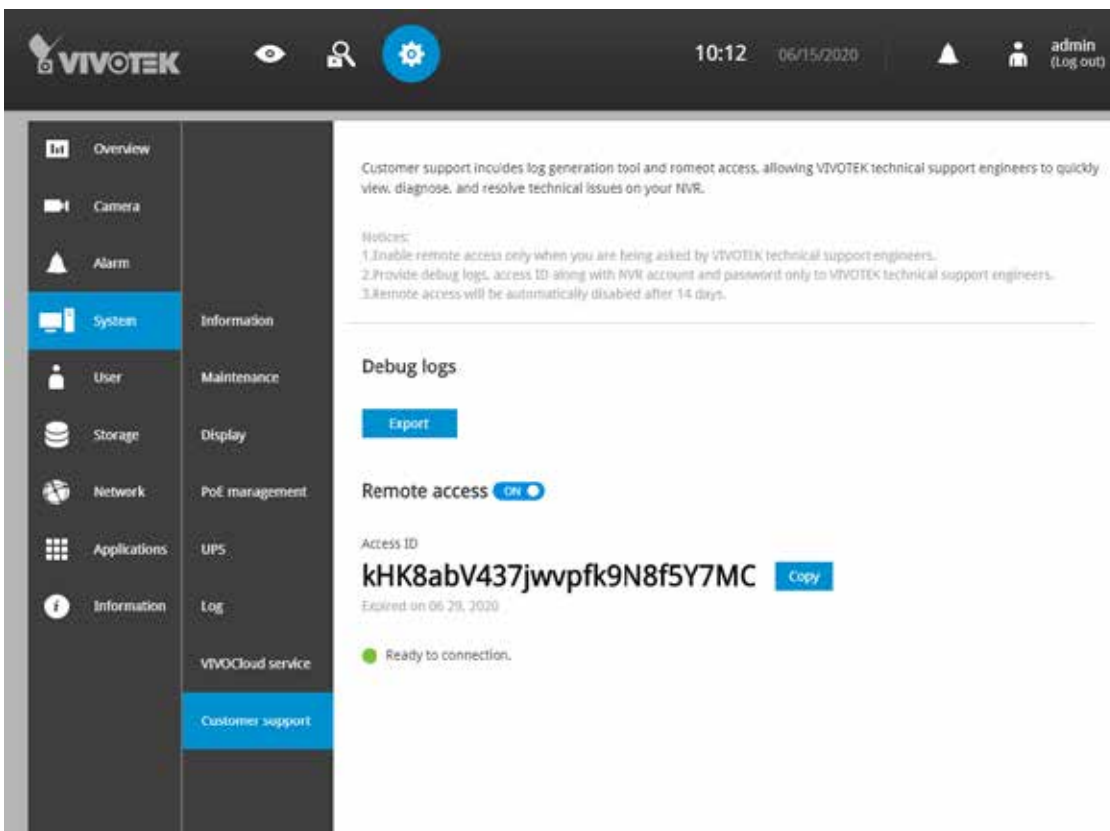 VIVOTEK
10:12 06/15/2020 admin
(Log out)
Overview
Camera
Alarm
System
User
Storage
Network
Applications
Information
Information
Maintenance
Display
PoE management
UPS
Log
VIVOCloud service
Customer support
Customer support incuides log generation tool and romeot access, allowing VIVOTEK technical support engineers to quickly
view, diagnose, and resolve technical issues on your NVR.
Notices:
1.Enable remote access only when you are being asked by VIVOTEK technical support engineers.
2.Provide debug logs, access ID along with NVR account and password only to VIVOTEK technical support engineers.
3.Remote access will be automatically disabied after 14 days.
Debug logs
Export
Remote access ON
Access ID
kHK8abV437jwvpfk9N8f5Y7MC Copy
Expired on 06 29, 2020
Ready to connection.